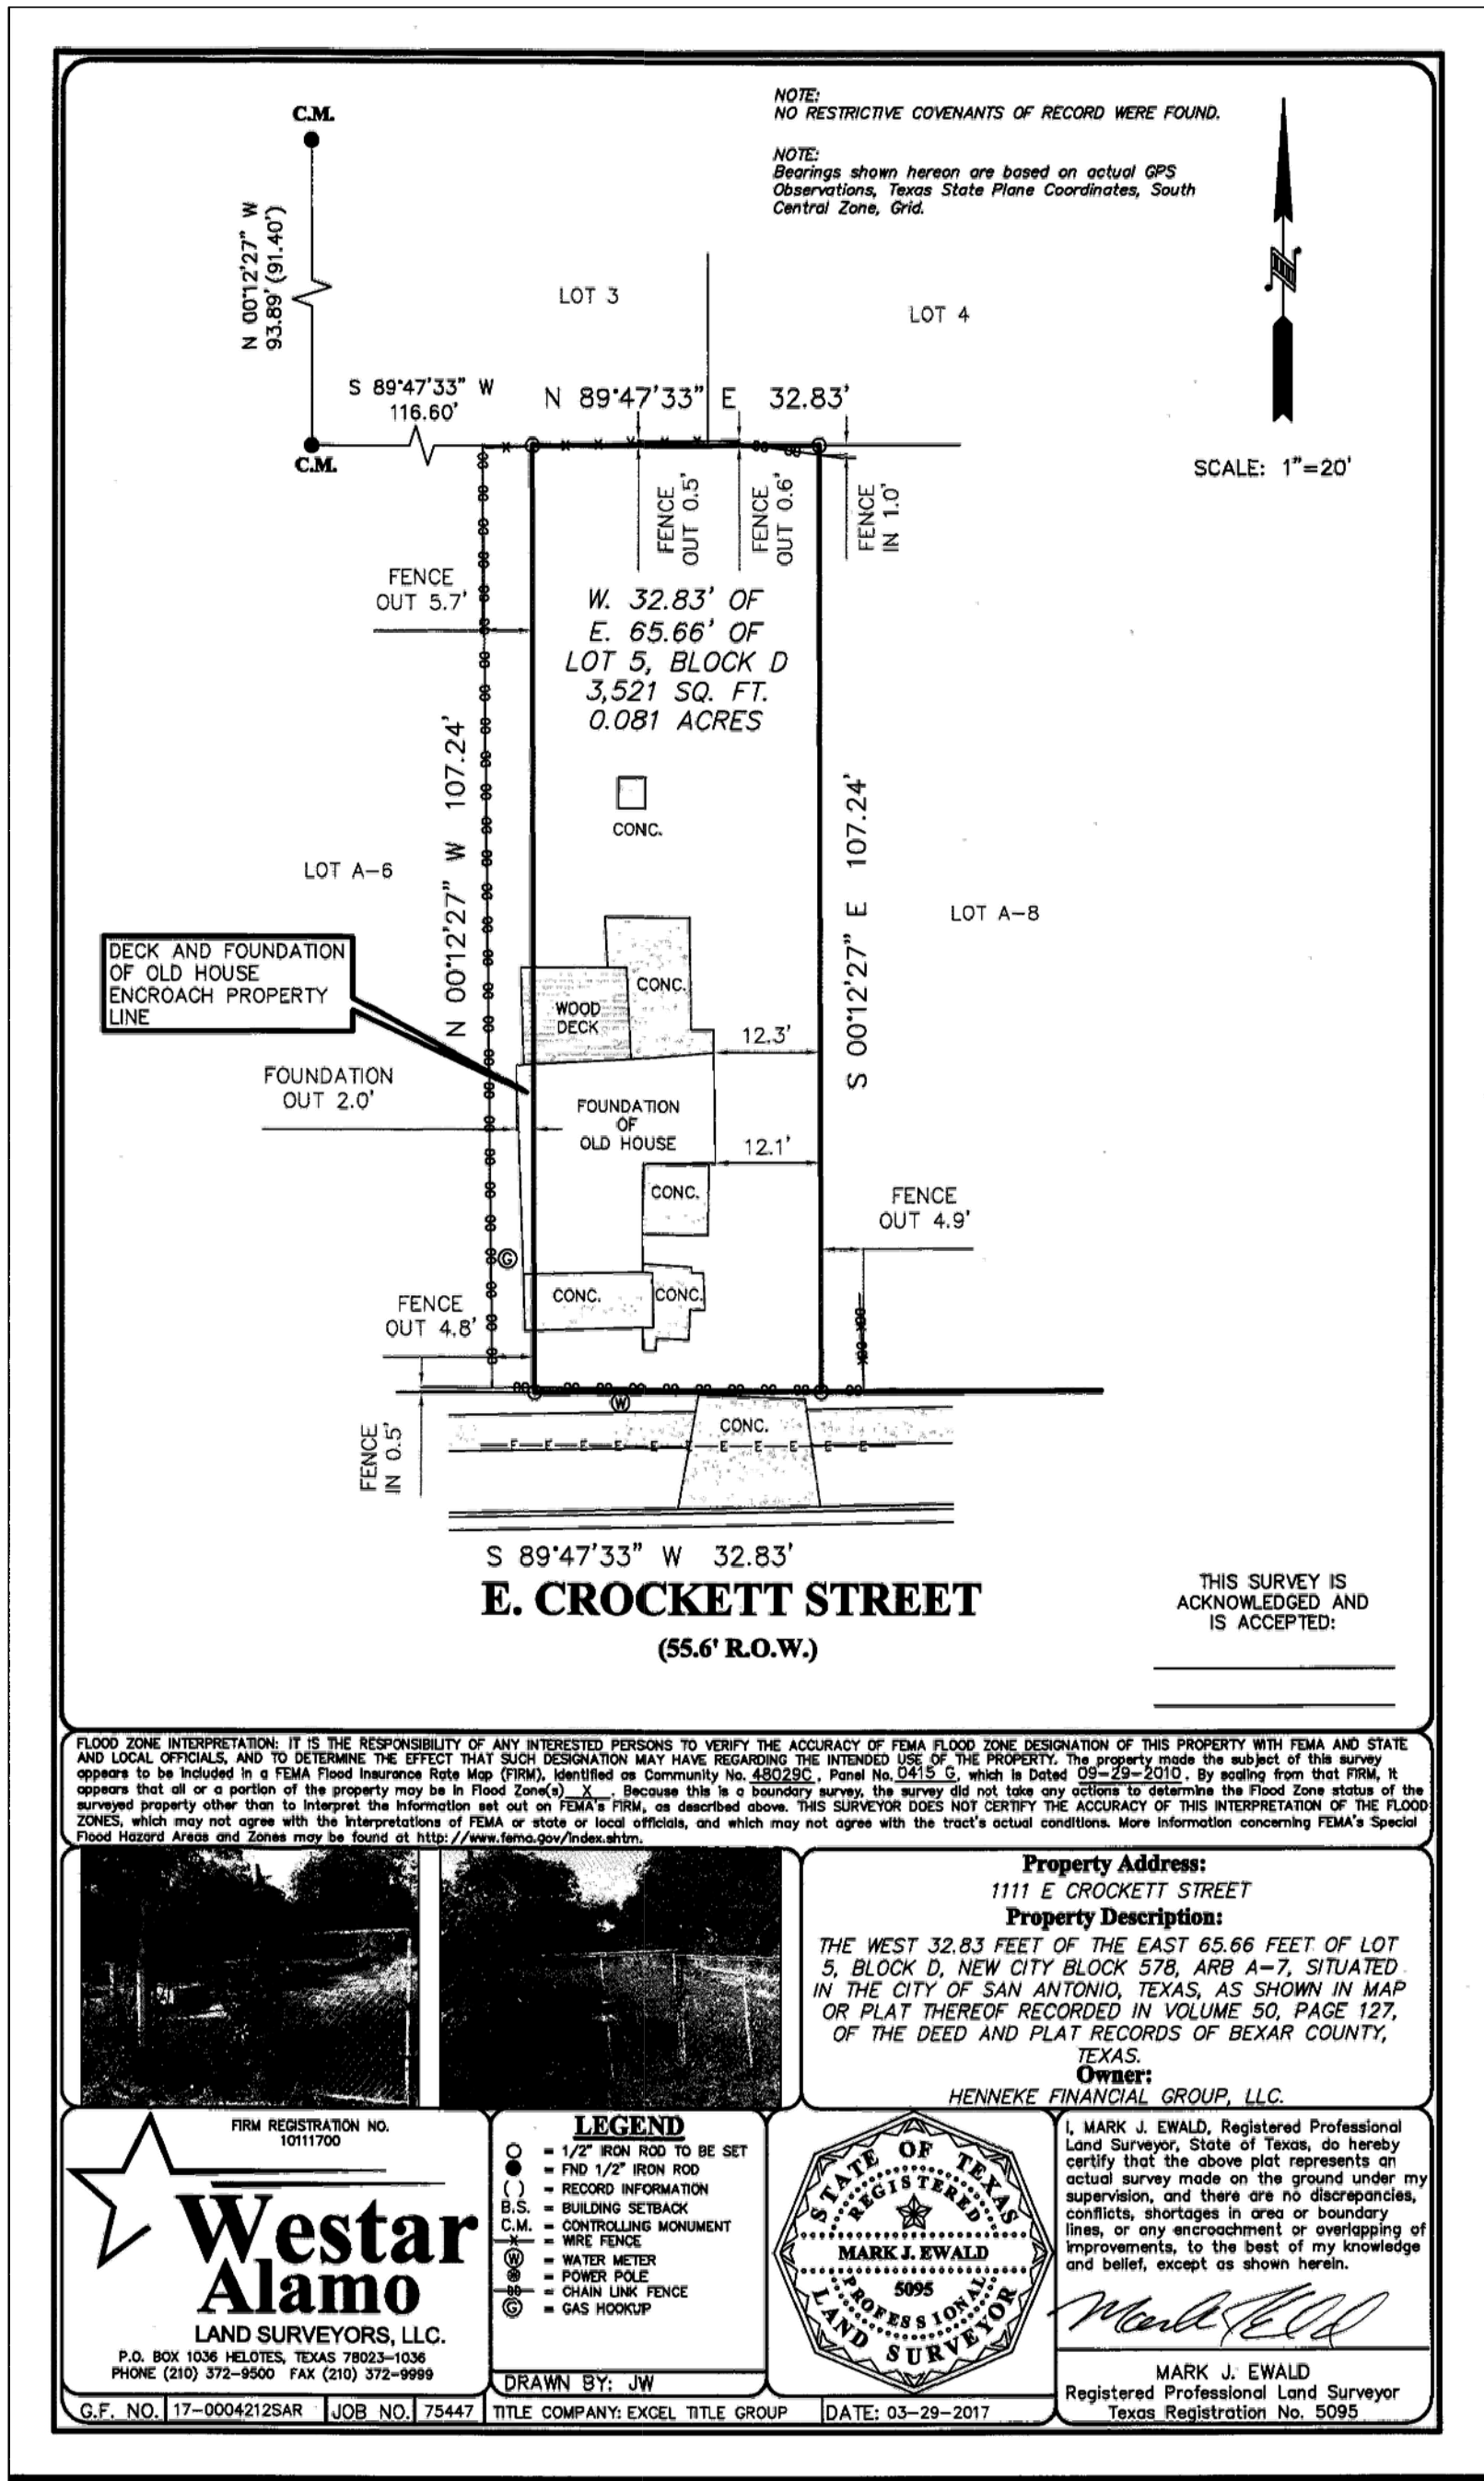 C.M.
NOTE:
NO RESTRICTIVE COVENANTS OF RECORD WERE FOUND.
NOTE:
Bearings shown hereon are based on actual GPS
Observations, Texas State Plane Coordinates, South
Central Zone, Grid.
N 00°12'27" W
93.89' (91.40')
LOT 3
LOT 4
N
S 89°47'33" W
116.60'
N 89°47'33" E 32.83'
C.M.
SCALE: 1"=20'
FENCE
OUT 0.5'
FENCE
OUT 0.6'
FENCE
IN 1.0'
FENCE
OUT 5.7'
W. 32.83' OF
E. 65.66' OF
LOT 5, BLOCK D
3,521 SQ. FT.
0.081 ACRES
N 00°12'27" W 107.24'
S 00°12'27" E 107.24'
CONC.
LOT A-6
LOT A-8
DECK AND FOUNDATION
OF OLD HOUSE
ENCROACH PROPERTY
LINE
CONC.
WOOD
DECK
12.3'
FOUNDATION
OUT 2.0'
FOUNDATION
OF
OLD HOUSE
12.1'
CONC.
FENCE
OUT 4.9'
G
CONC.
CONC.
FENCE
OUT 4.8'
W
CONC.
E E E E E E E E E E E
FENCE
IN 0.5'
S 89°47'33" W 32.83'
E. CROCKETT STREET
(55.6' R.O.W.)
THIS SURVEY IS
ACKNOWLEDGED AND
IS ACCEPTED:
FLOOD ZONE INTERPRETATION: IT IS THE RESPONSIBILITY OF ANY INTERESTED PERSONS TO VERIFY THE ACCURACY OF FEMA FLOOD ZONE DESIGNATION OF THIS PROPERTY WITH FEMA AND STATE
AND LOCAL OFFICIALS, AND TO DETERMINE THE EFFECT THAT SUCH DESIGNATION MAY HAVE REGARDING THE INTENDED USE OF THE PROPERTY. The property made the subject of this survey
appears to be included in a FEMA Flood Insurance Rate Map (FIRM), identified as Community No. 48029C, Panel No. 0415 G, which is Dated 09-29-2010. By scaling from that FIRM, it
appears that all or a portion of the property may be in Flood Zone(s) X. Because this is a boundary survey, the survey did not take any actions to determine the Flood Zone status of the
surveyed property other than to interpret the information set out on FEMA's FIRM, as described above. THIS SURVEYOR DOES NOT CERTIFY THE ACCURACY OF THIS INTERPRETATION OF THE FLOOD
ZONES, which may not agree with the interpretations of FEMA or state or local officials, and which may not agree with the tract's actual conditions. More information concerning FEMA's Special
Flood Hazard Areas and Zones may be found at http://www.fema.gov/index.shtm.
Property Address:
1111 E CROCKETT STREET
Property Description:
THE WEST 32.83 FEET OF THE EAST 65.66 FEET OF LOT
5, BLOCK D, NEW CITY BLOCK 578, ARB A-7, SITUATED
IN THE CITY OF SAN ANTONIO, TEXAS, AS SHOWN IN MAP
OR PLAT THEREOF RECORDED IN VOLUME 50, PAGE 127,
OF THE DEED AND PLAT RECORDS OF BEXAR COUNTY,
TEXAS.
Owner:
HENNEKE FINANCIAL GROUP, LLC.
FIRM REGISTRATION NO.
10111700
Westar
Alamo
LAND SURVEYORS, LLC.
P.O. BOX 1036 HELOTES, TEXAS 78023-1036
PHONE (210) 372-9500 FAX (210) 372-9999
LEGEND
= 1/2" IRON ROD TO BE SET
= FND 1/2" IRON ROD
( ) = RECORD INFORMATION
B.S. = BUILDING SETBACK
C.M. = CONTROLLING MONUMENT
= WIRE FENCE
W = WATER METER
= POWER POLE
= CHAIN LINK FENCE
G = GAS HOOKUP
DRAWN BY: JW
STATE OF TEXAS
REGISTERED
MARK J. EWALD
5095
PROFESSIONAL
LAND SURVEYOR
I, MARK J. EWALD, Registered Professional
Land Surveyor, State of Texas, do hereby
certify that the above plat represents an
actual survey made on the ground under my
supervision, and there are no discrepancies,
conflicts, shortages in area or boundary
lines, or any encroachment or overlapping of
improvements, to the best of my knowledge
and belief, except as shown herein.
Mark J Ewald
MARK J. EWALD
Registered Professional Land Surveyor
Texas Registration No. 5095
G.F. NO. 17-0004212SAR JOB NO. 75447 TITLE COMPANY: EXCEL TITLE GROUP DATE: 03-29-2017